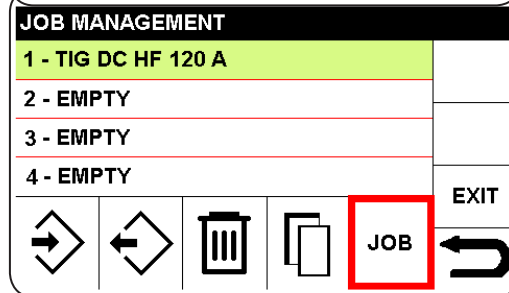 JOB MANAGEMENT
1 - TIG DC HF 120 A
2 - EMPTY
3 - EMPTY
4 - EMPTY
EXIT
JOB